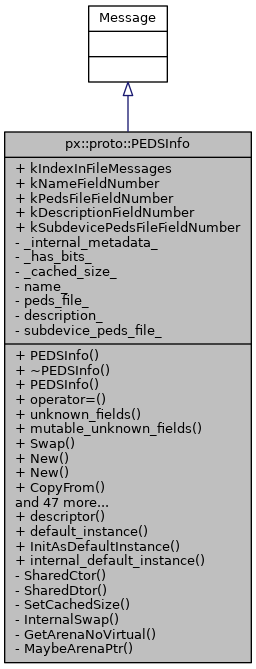 Message
px::proto::PEDSInfo
+ kIndexInFileMessages
+ kNameFieldNumber
+ kPedsFileFieldNumber
+ kDescriptionFieldNumber
+ kSubdevicePedsFileFieldNumber
- _internal_metadata_
- _has_bits_
- _cached_size_
- name_
- peds_file_
- description_
- subdevice_peds_file_
+ PEDSInfo()
+ ~PEDSInfo()
+ PEDSInfo()
+ operator=()
+ unknown_fields()
+ mutable_unknown_fields()
+ Swap()
+ New()
+ New()
+ CopyFrom()
and 47 more...
+ descriptor()
+ default_instance()
+ InitAsDefaultInstance()
+ internal_default_instance()
- SharedCtor()
- SharedDtor()
- SetCachedSize()
- InternalSwap()
- GetArenaNoVirtual()
- MaybeArenaPtr()